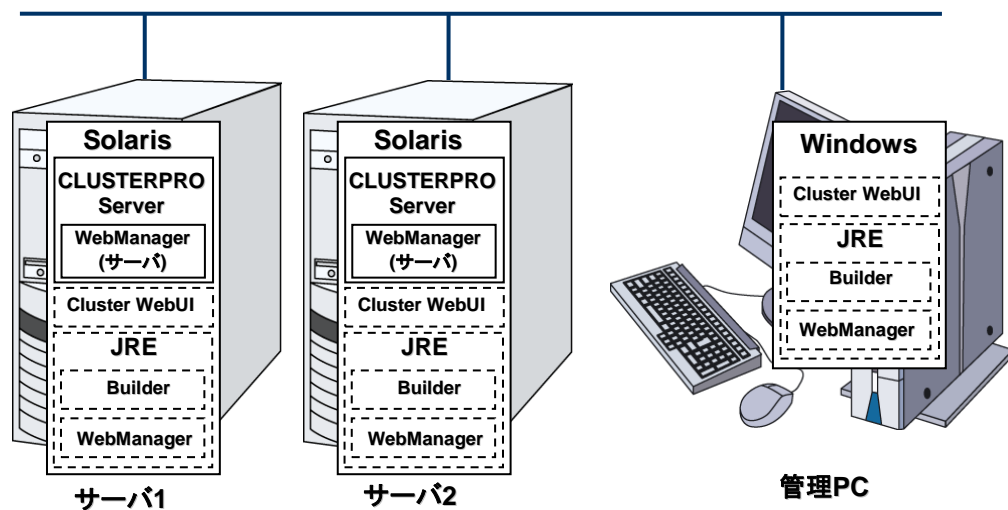 Solaris
CLUSTERPRO
Server
WebManager
(サーバ)
Cluster WebUI
JRE
Builder
WebManager
サーバ1
Solaris
CLUSTERPRO
Server
WebManager
(サーバ)
Cluster WebUI
JRE
Builder
WebManager
サーバ2
Windows
Cluster WebUI
JRE
Builder
WebManager
管理PC